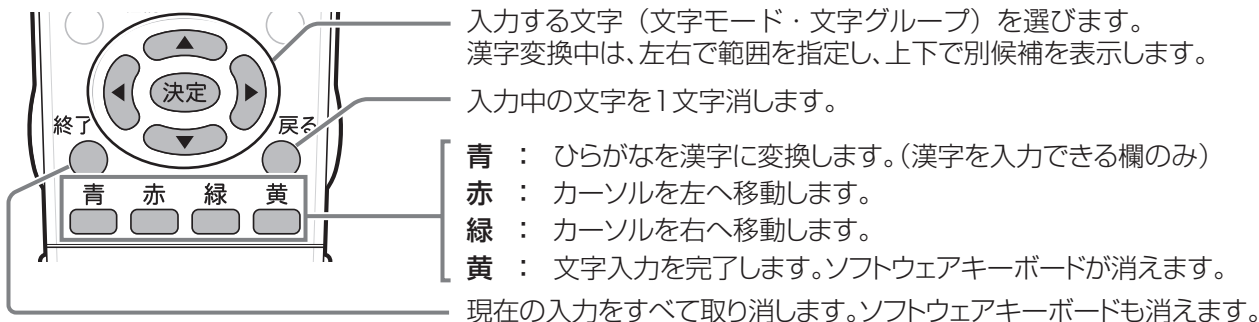 入力する文字（文字モード・文字グループ）を選びます。
漢字変換中は、左右で範囲を指定し、上下で別候補を表示します。
決定
入力中の文字を1文字消します。
終了
戻る
青 ： ひらがなを漢字に変換します。（漢字を入力できる欄のみ）
赤 ： カーソルを左へ移動します。
緑 ： カーソルを右へ移動します。
黄 ： 文字入力を完了します。ソフトウェアキーボードが消えます。
青 赤 緑 黄
現在の入力をすべて取り消します。ソフトウェアキーボードも消えます。